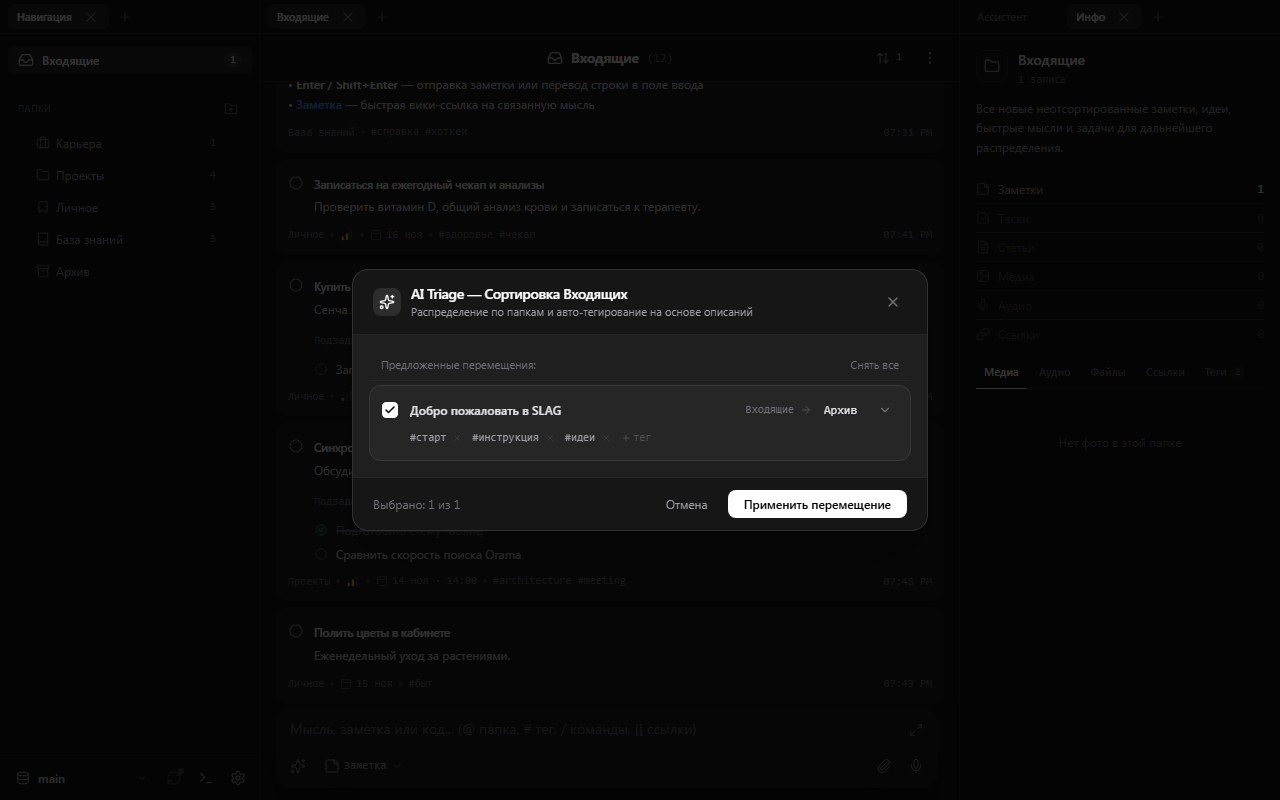 Навигация
Входящие
Ассистент
Инфо
Входящие 1
ПАПКИ
Карьера 1
Проекты 4
Личное 3
База знаний 3
Архив
main
Входящие (12)
1
• Enter / Shift+Enter — отправка заметки или перевод строки в поле ввода
• Заметка — быстрая вики-ссылка на связанную мысль
База знаний • #справка #хоткеи 07:31 PM
Записаться на ежегодный чекап и анализы
Проверить витамин D, общий анализ крови и записаться к терапевту.
Личное • • 16 ноя • #здоровье #чекап 07:41 PM
Купить
Сенча
Личное •
AI Triage — Сортировка Входящих
Распределение по папкам и авто-тегирование на основе описаний
Предложенные перемещения:
Снять все
Добро пожаловать в SLAG
Входящие → Архив
#старт × #инструкция × #идеи × + тег
Выбрано: 1 из 1
Отмена
Применить перемещение
Сравнить скорость поиска Orama
Проекты • • 14 ноя • 14:00 • #architecture #meeting 07:48 PM
Полить цветы в кабинете
Еженедельный уход за растениями.
Личное • 15 ноя • #быт 07:49 PM
Мысль, заметка или код... (@ папка, # тег, / команды, [[ ссылки)
Заметка
Входящие
1 запись
Все новые неотсортированные заметки, идеи,
быстрые мысли и задачи для дальнейшего
распределения.
Заметки 1
Таски 0
Статьи 0
Медиа 0
Аудио 0
Ссылки 0
Медиа Аудио Файлы Ссылки Теги 2
Нет фото в этой папке